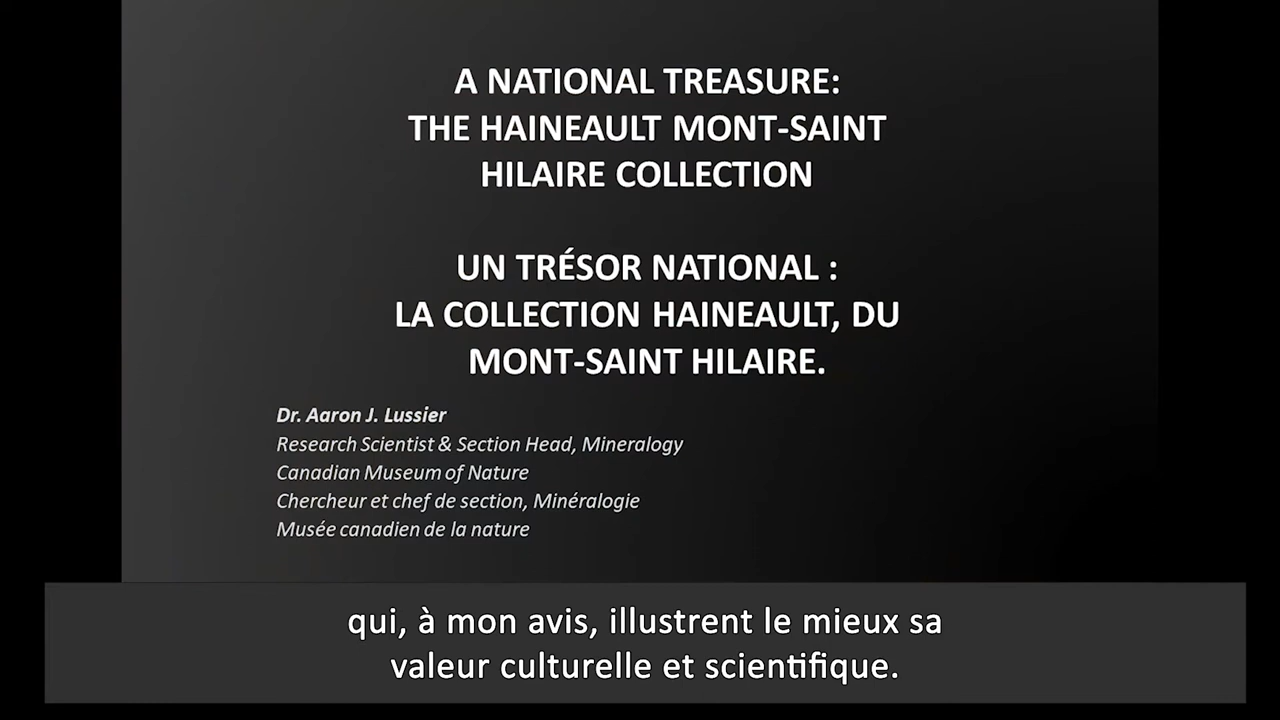 A NATIONAL TREASURE:
THE HAINEAULT MONT-SAINT
HILAIRE COLLECTION
UN TRÉSOR NATIONAL :
LA COLLECTION HAINEAULT, DU
MONT-SAINT HILAIRE.
Dr. Aaron J. Lussier
Research Scientist & Section Head, Mineralogy
Canadian Museum of Nature
Chercheur et chef de section, Minéralogie
Musée canadien de la nature
qui, à mon avis, illustrent le mieux sa
valeur culturelle et scientifique.